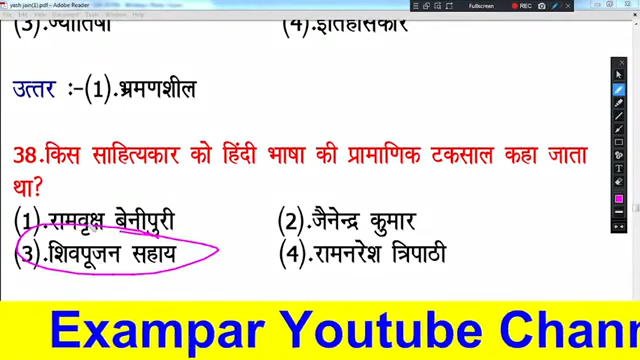 yash jain(1).pdf - Adobe Reader
Fullscreen
REC
(3).ज्योतिषी (4).इतिहासकार
उत्तर :-(1).भ्रमणशील
38.किस साहित्यकार को हिंदी भाषा की प्रामाणिक टकसाल कहा जाता
था?
(1).रामवृक्ष बेनीपुरी (2).जैनेन्द्र कुमार
(3).शिवपूजन सहाय (4).रामनरेश त्रिपाठी
Exampar Youtube Chann